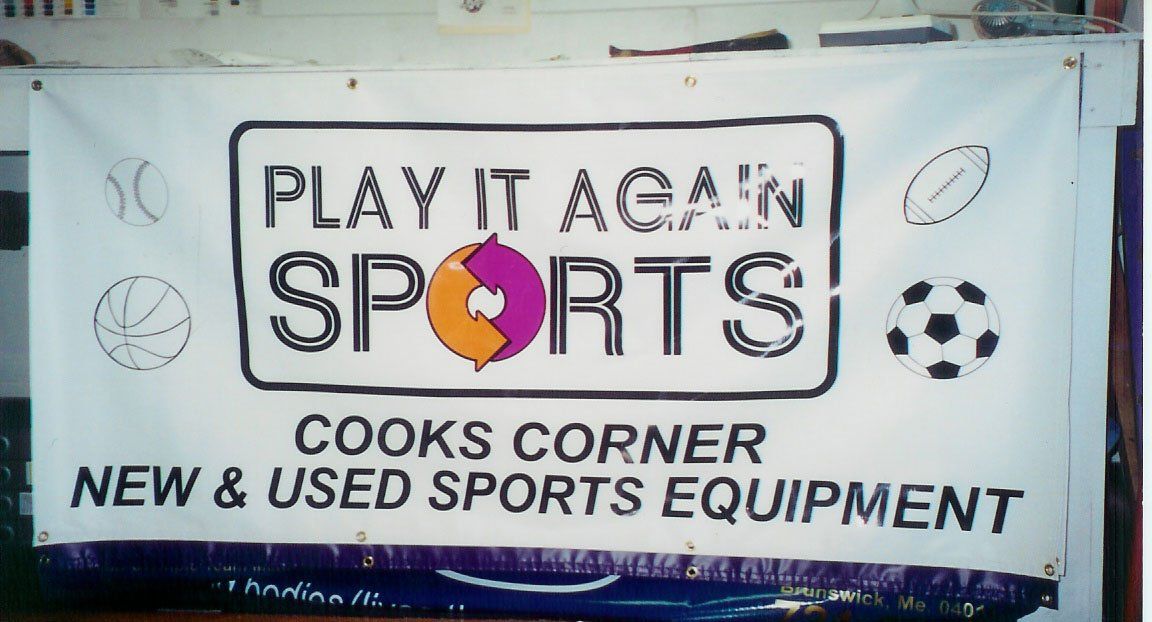 PLAY IT AGAIN
SPORTS
COOKS CORNER
NEW & USED SPORTS EQUIPMENT
Brunswick, Me